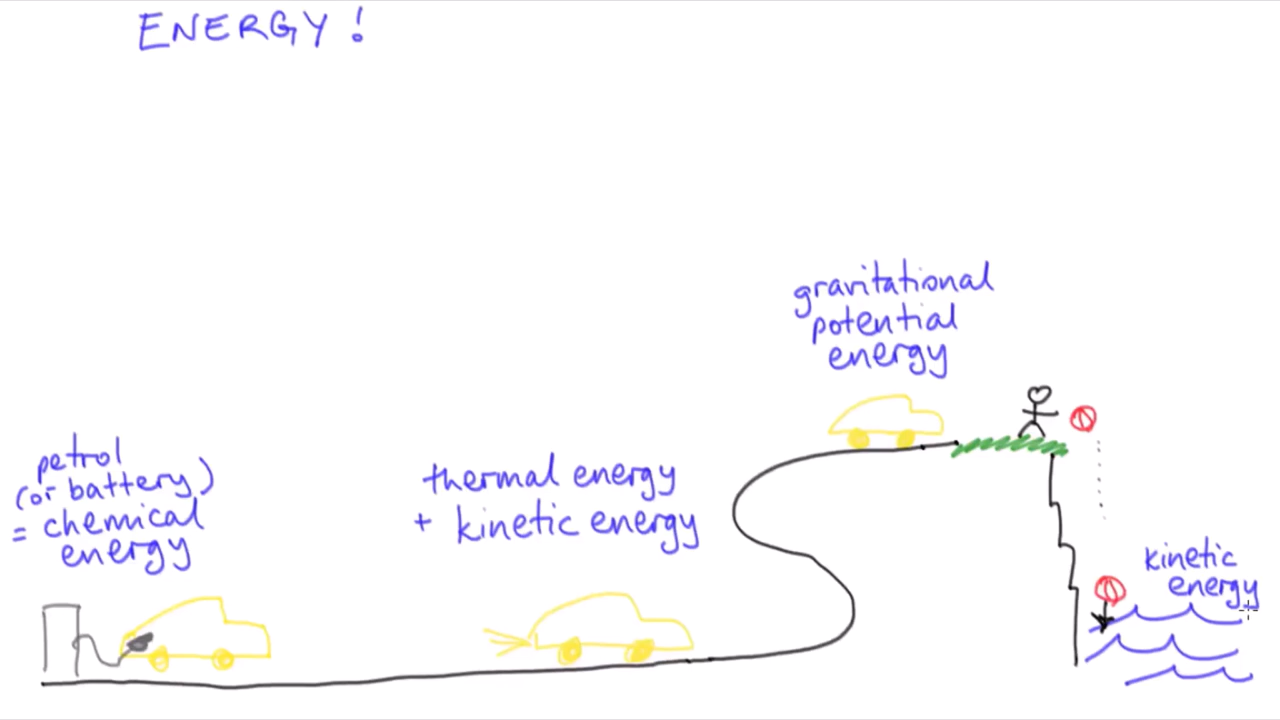 ENERGY!
gravitational
potential
energy
petrol
(or battery)
= chemical
energy
thermal energy
+ kinetic energy
kinetic
energy